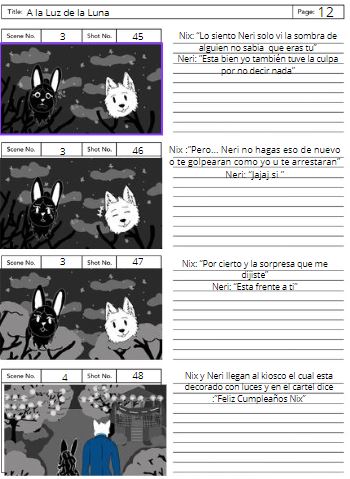 Title: A la Luz de la Luna
Page: 12
Scene No. 3 Shot No. 45
Nix: "Lo siento Neri solo vi la sombra de
alguien no sabia que eras tu"
Neri: "Esta bien yo también tuve la culpa
por no decir nada"
Scene No. 3 Shot No. 46
Nix :"Pero... Neri no hagas eso de nuevo
o te golpearan como yo u te arrestaran"
Neri: "Jajaj si "
Scene No. 3 Shot No. 47
Nix: "Por cierto y la sorpresa que me
dijiste"
Neri: "Esta frente a ti"
Scene No. 4 Shot No. 48
Nix y Neri llegan al kiosco el cual esta
decorado con luces y en el cartel dice
:"Feliz Cumpleaños Nix"